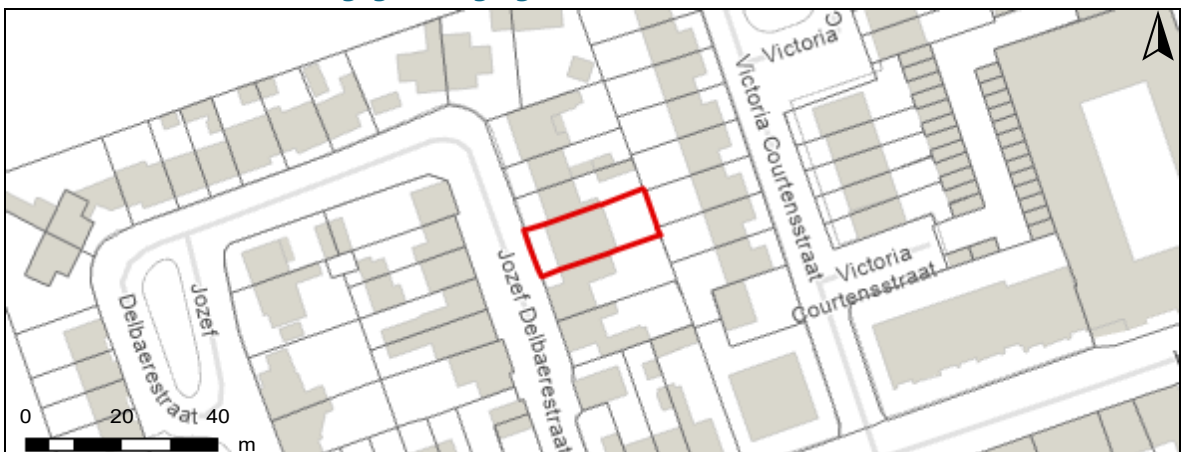 Victoria C
Victoria Courtensstraat
Victoria
Courtensstraat
Jozef Delbaerestraat
Jozef
Delbaerestraat
0 20 40
m